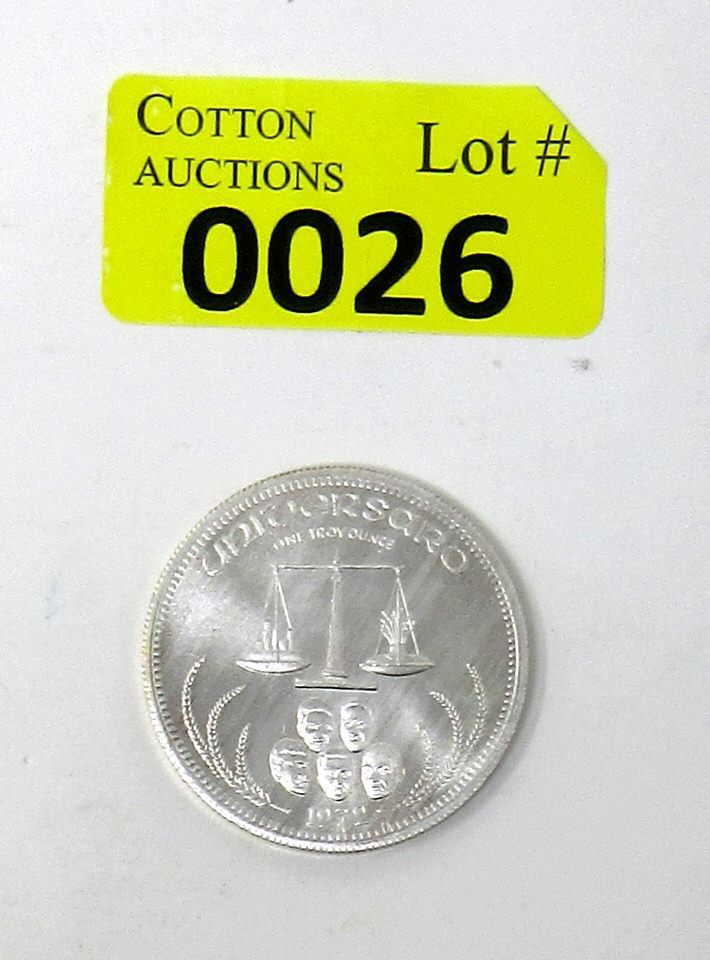 COTTON
AUCTIONS
Lot #
0026
UNIVERSARO
ONE TROY OUNCE